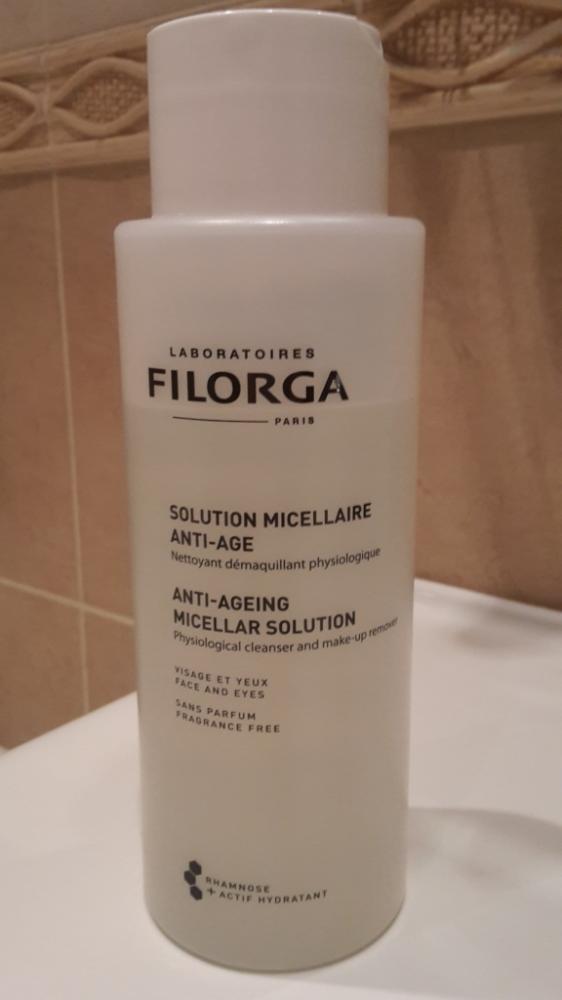 LABORATOIRES
FILORGA
PARIS
SOLUTION MICELLAIRE
ANTI-AGE
Nettoyant démaquillant physiologique
ANTI-AGEING
MICELLAR SOLUTION
Physiological cleanser and make-up remover
VISAGE ET YEUX
FACE AND EYES
SANS PARFUM
FRAGRANCE FREE
RHAMNOSE
+ ACTIF HYDRATANT